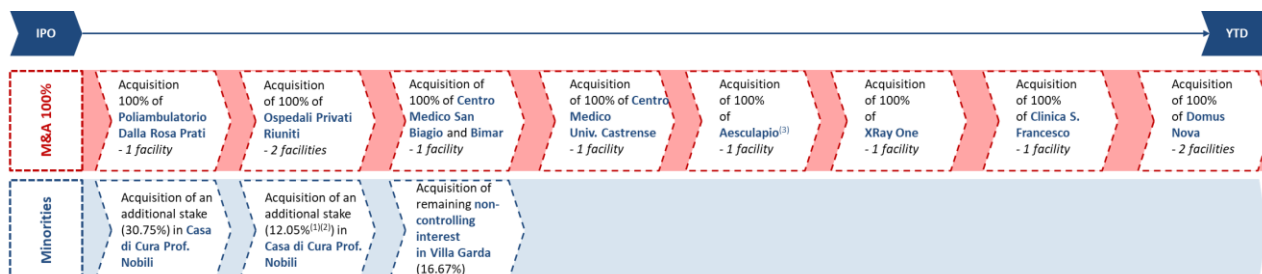 IPO
YTD
M&A 100%
Acquisition
100% of
Poliambulatorio
Dalla Rosa Prati
- 1 facility
Acquisition
of 100% of
Ospedali Privati
Riuniti
- 2 facilities
Acquisition of
100% of Centro
Medico San
Biagio and Bimar
- 1 facility
Acquisition
of 100% of Centro
Medico
Univ. Castrense
- 1 facility
Acquisition
of 100%
of
Aesculapio(3)
- 1 facility
Acquisition
of 100%
of
XRay One
- 1 facility
Acquisition
of 100%
of Clinica S.
Francesco
- 1 facility
Acquisition
of 100%
of Domus
Nova
- 2 facilities
Minorities
Acquisition of an
additional stake
(30.75%) in Casa
di Cura Prof.
Nobili
Acquisition of an
additional stake
(12.05%(1)(2)) in
Casa di Cura Prof.
Nobili
Acquisition of
remaining non-
controlling
interest
in Villa Garda
(16.67%)